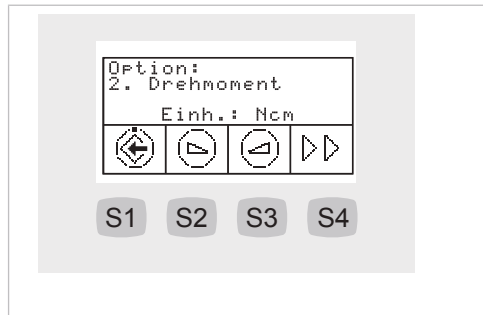 Option:
2. Drehmoment
Einh.: Ncm
S1 S2 S3 S4